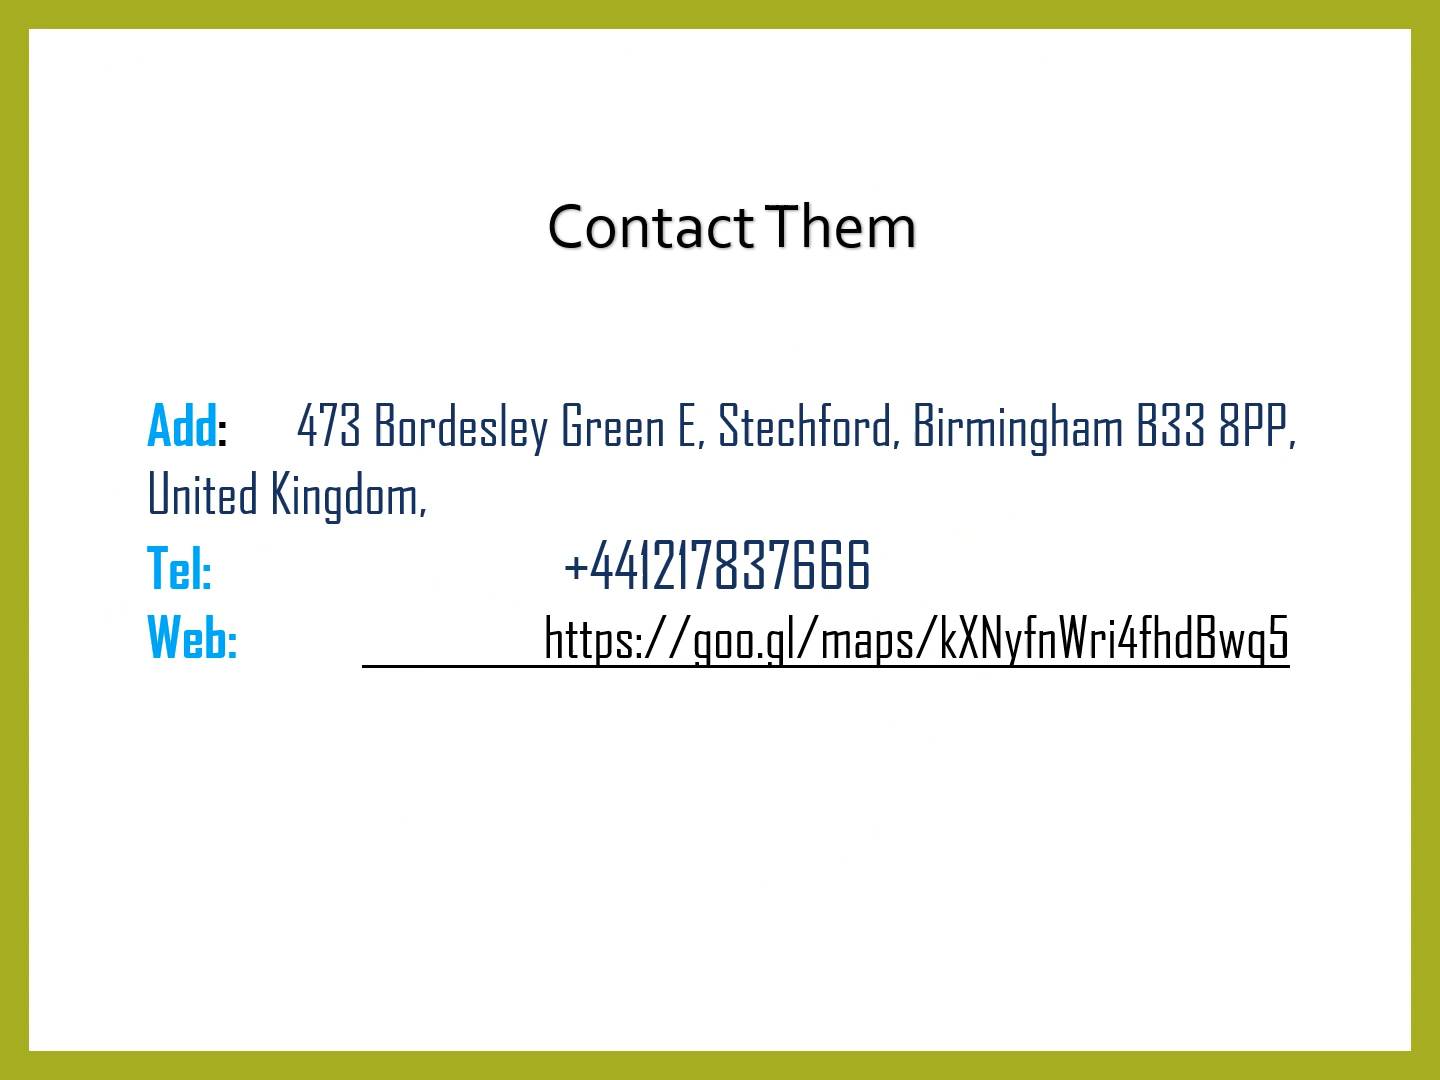 Contact Them
Add: 473 Bordesley Green E, Stechford, Birmingham B33 8PP,
United Kingdom,
Tel: +441217837666
Web: https://goo.gl/maps/kXNyfnWri4fhdBwq5